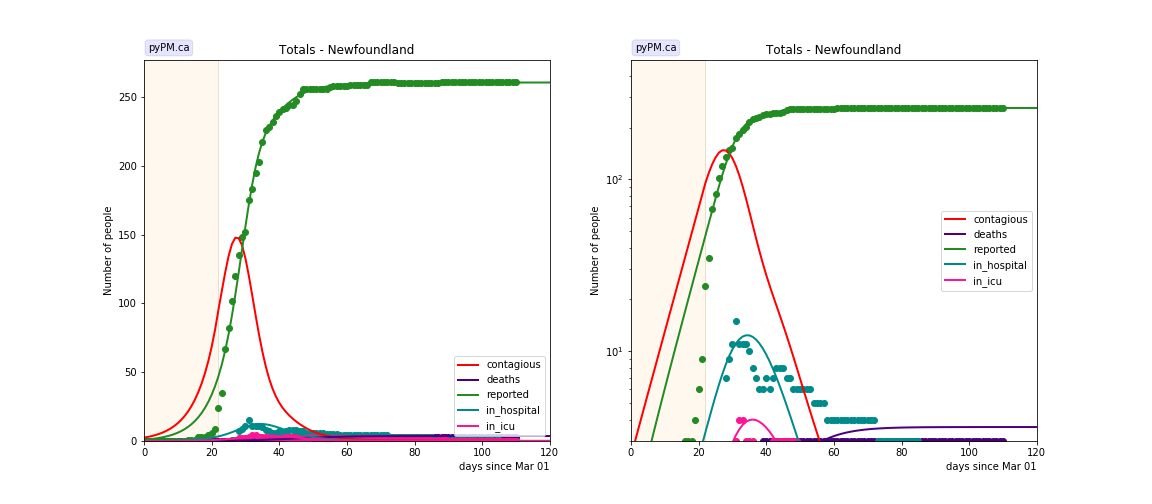 pyPM.ca
Totals - Newfoundland
Number of people
250
200
150
100
50
0
0 20 40 60 80 100 120
days since Mar 01
contagious
deaths
reported
in_hospital
in_icu
pyPM.ca
Totals - Newfoundland
Number of people
10²
10¹
0 20 40 60 80 100 120
days since Mar 01
contagious
deaths
reported
in_hospital
in_icu